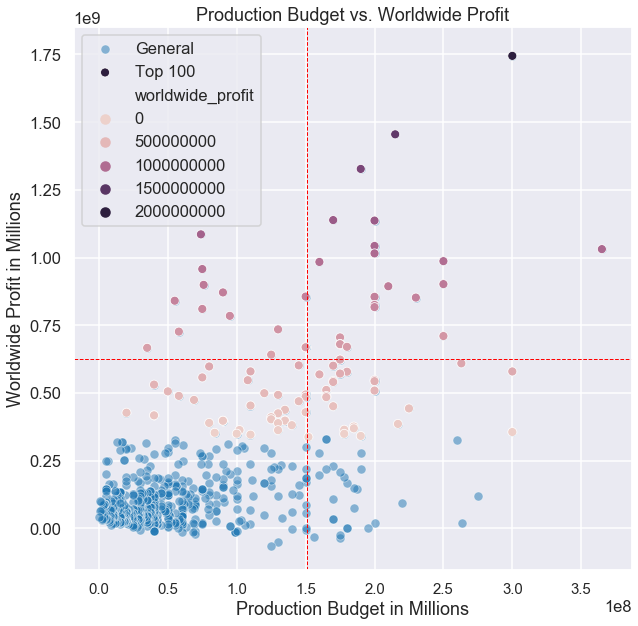 Production Budget vs. Worldwide Profit
1e9
General
Top 100
worldwide_profit
0
500000000
1000000000
1500000000
2000000000
1.75
1.50
1.25
1.00
0.75
0.50
0.25
0.00
Worldwide Profit in Millions
0.0 0.5 1.0 1.5 2.0 2.5 3.0 3.5
Production Budget in Millions
1e8